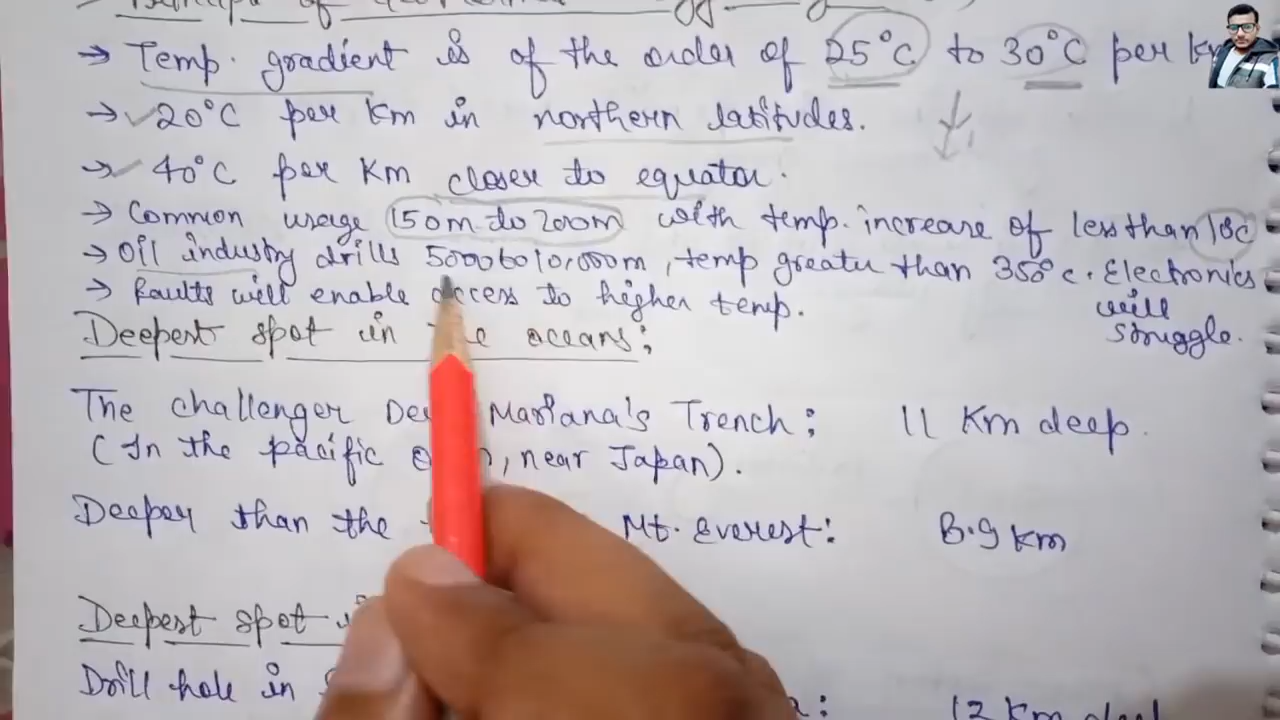 → Temp. gradient is of the order of 25°C to 30°C per
→ 20°C per Km in northern latitudes.
→ 40°C per Km closer to equator.
→ Common usage 150m to 200m with temp. increase of less than
→ Oil industry drills 5000 to 10,000m, temp greater than 350°c. Electronics will struggle.
→ Faults will enable access to higher temp.
Deepest spot in the oceans:
The challenger Mariana's Trench: 11 Km deep.
(In the pacific near Japan).
Deeper than the Mt. Everest: 8.9 km
Deepest spot
Drill hole in 12 Km